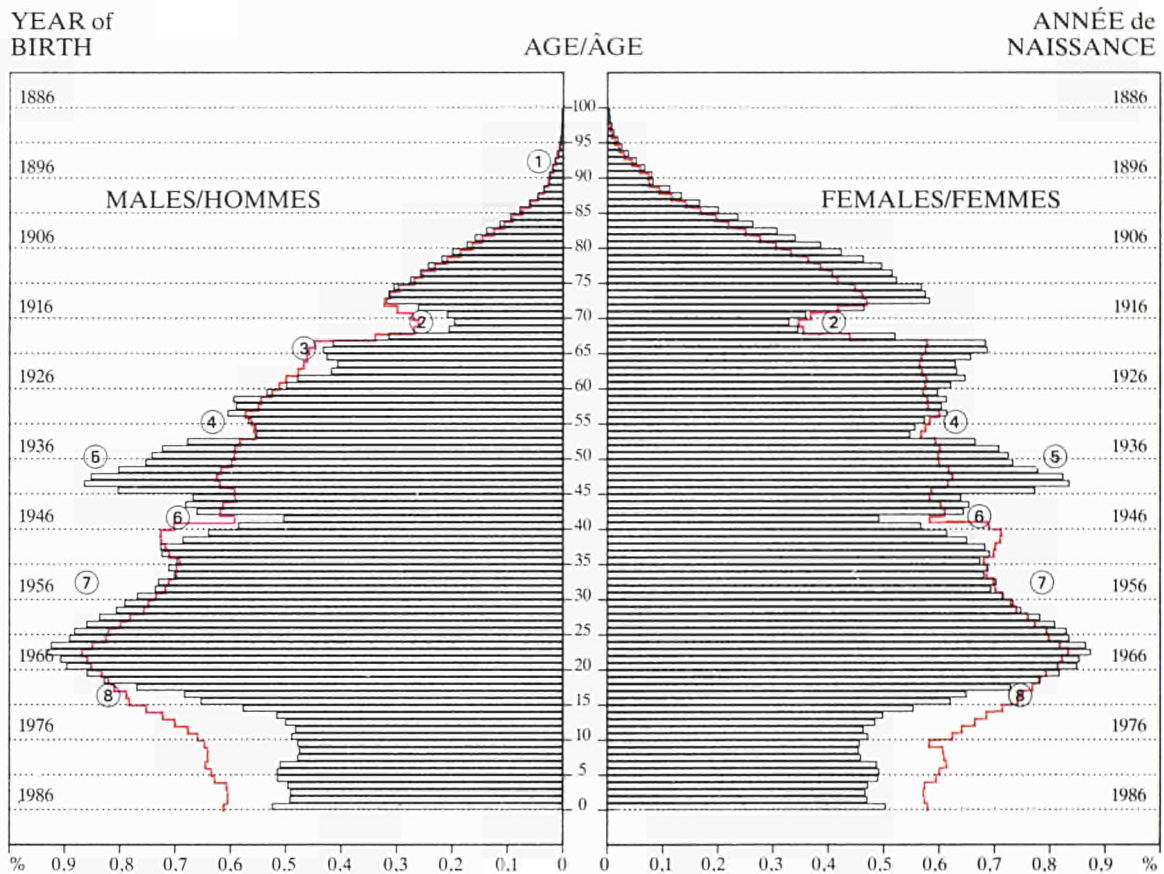 YEAR of
BIRTH
AGE/ÂGE
ANNÉE de
NAISSANCE
1886 100 1886
95
1
1896 90 1896
MALES/HOMMES FEMALES/FEMMES
85
1906 80 1906
75
1916 70 1916
2 2
3 65
1926 60 1926
4 55 4
1936 50 1936
5 5
45
1946 40 1946
6 6
35
7 7
1956 30 1956
25
1966 20 1966
8 8
15
1976 10 1976
5
1986 0 1986
% 0,9 0,8 0,7 0,6 0,5 0,4 0,3 0,2 0,1 0 0 0,1 0,2 0,3 0,4 0,5 0,6 0,7 0,8 0,9 %